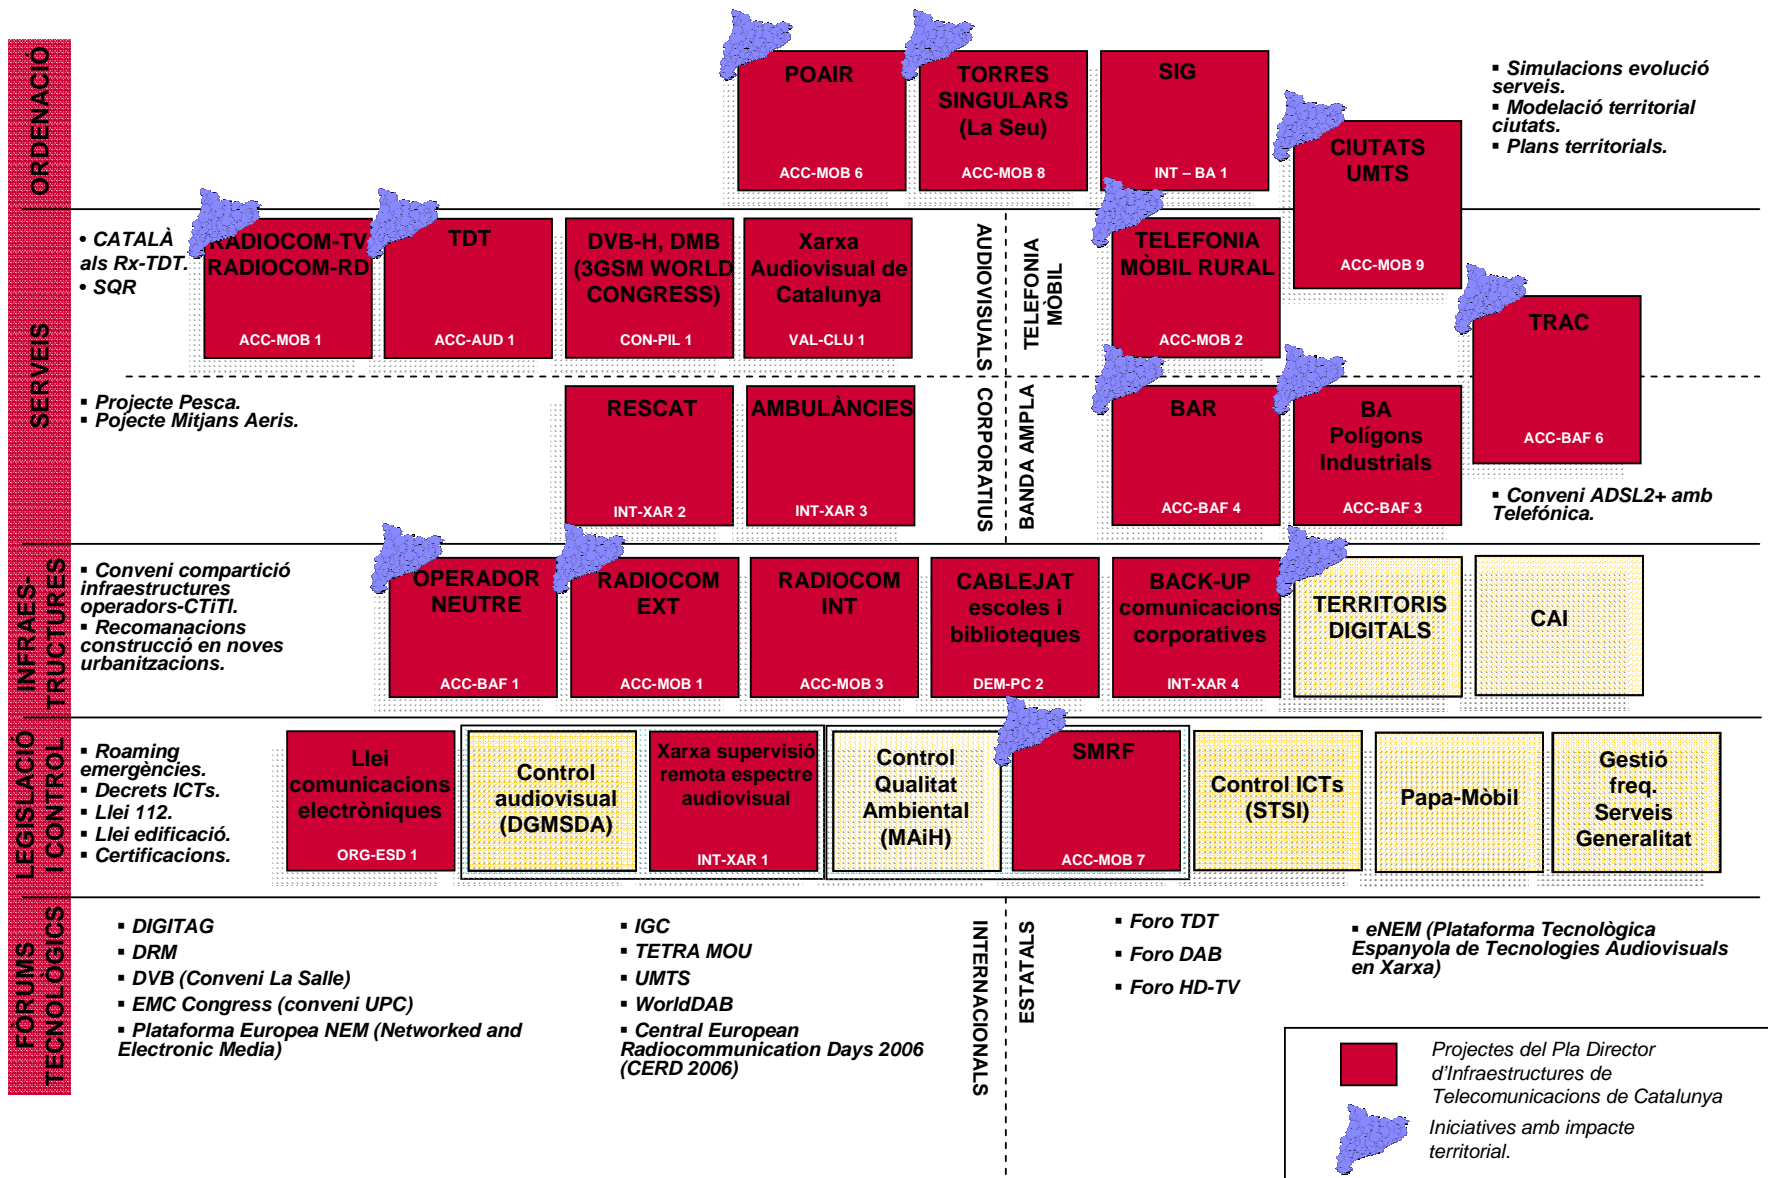 ORDENACIÓ
POAIR
ACC-MOB 6
TORRES
SINGULARS
(La Seu)
ACC-MOB 8
SIG
INT – BA 1
CIUTATS
UMTS
ACC-MOB 9
▪ Simulacions evolució
serveis.
▪ Modelació territorial
ciutats.
▪ Plans territorials.
SERVEIS
• CATALÀ
als Rx-TDT.
• SQR
RADIOCOM-TV
RADIOCOM-RD
ACC-MOB 1
TDT
ACC-AUD 1
DVB-H, DMB
(3GSM WORLD
CONGRESS)
CON-PIL 1
Xarxa
Audiovisual de
Catalunya
VAL-CLU 1
AUDIOVISUALS
TELEFONIA
MÒBIL
TELEFONIA
MÒBIL RURAL
ACC-MOB 2
TRAC
ACC-BAF 6
▪ Projecte Pesca.
▪ Pojecte Mitjans Aeris.
RESCAT
INT-XAR 2
AMBULÀNCIES
INT-XAR 3
CORPORATIUS
BANDA AMPLA
BAR
ACC-BAF 4
BA
Polígons
Industrials
ACC-BAF 3
▪ Conveni ADSL2+ amb
Telefónica.
INFRAES-
TRUCTURES
▪ Conveni compartició
infraestructures
operadors-CTiTI.
▪ Recomanacions
construcció en noves
urbanitzacions.
OPERADOR
NEUTRE
ACC-BAF 1
RADIOCOM
EXT
ACC-MOB 1
RADIOCOM
INT
ACC-MOB 3
CABLEJAT
escoles i
biblioteques
DEM-PC 2
BACK-UP
comunicacions
corporatives
INT-XAR 4
TERRITORIS
DIGITALS
CAI
LEGISLACIÓ
I CONTROL
▪ Roaming
emergències.
▪ Decrets ICTs.
▪ Llei 112.
▪ Llei edificació.
▪ Certificacions.
Llei
comunicacions
electròniques
ORG-ESD 1
Control
audiovisual
(DGMSDA)
Xarxa supervisió
remota espectre
audiovisual
INT-XAR 1
Control
Qualitat
Ambiental
(MAiH)
SMRF
ACC-MOB 7
Control ICTs
(STSI)
Papa-Mòbil
Gestió
freq.
Serveis
Generalitat
FÒRUMS
TECNOLÒGICS
▪ DIGITAG
▪ DRM
▪ DVB (Conveni La Salle)
▪ EMC Congress (conveni UPC)
▪ Plataforma Europea NEM (Networked and
Electronic Media)
▪ IGC
▪ TETRA MOU
▪ UMTS
▪ WorldDAB
▪ Central European
Radiocommunication Days 2006
(CERD 2006)
INTERNACIONALS
ESTATALS
▪ Foro TDT
▪ Foro DAB
▪ Foro HD-TV
▪ eNEM (Plataforma Tecnològica
Espanyola de Tecnologies Audiovisuals
en Xarxa)
Projectes del Pla Director
d’Infraestructures de
Telecomunicacions de Catalunya
Iniciatives amb impacte
territorial.